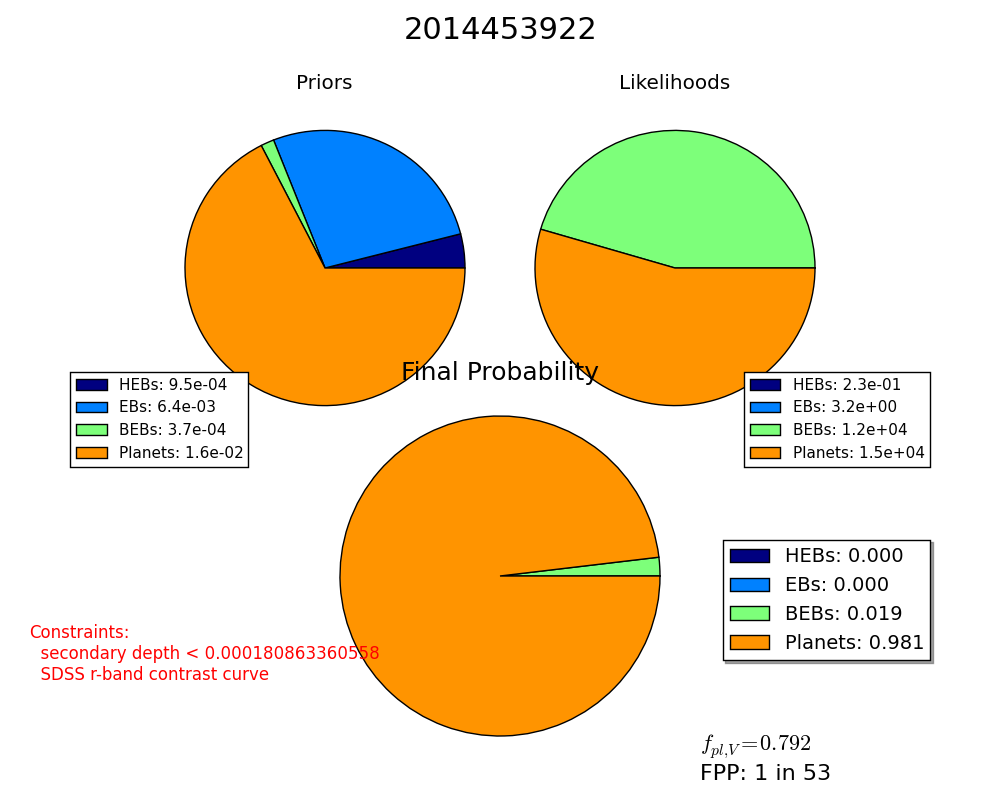 2014453922
Priors
Likelihoods
HEBs: 9.5e-04
EBs: 6.4e-03
BEBs: 3.7e-04
Planets: 1.6e-02
HEBs: 2.3e-01
EBs: 3.2e+00
BEBs: 1.2e+04
Planets: 1.5e+04
Final Probability
HEBs: 0.000
EBs: 0.000
BEBs: 0.019
Planets: 0.981
Constraints:
secondary depth < 0.000180863360558
SDSS r-band contrast curve
f_{pl,V} = 0.792
FPP: 1 in 53